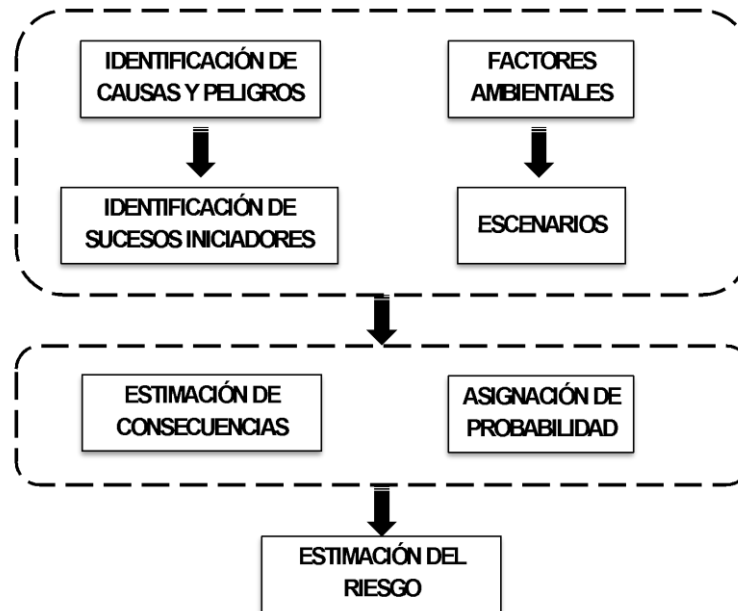 IDENTIFICACIÓN DE
CAUSAS Y PELIGROS
FACTORES
AMBIENTALES
IDENTIFICACIÓN DE
SUCESOS INICIADORES
ESCENARIOS
ESTIMACIÓN DE
CONSECUENCIAS
ASIGNACIÓN DE
PROBABILIDAD
ESTIMACIÓN DEL
RIESGO